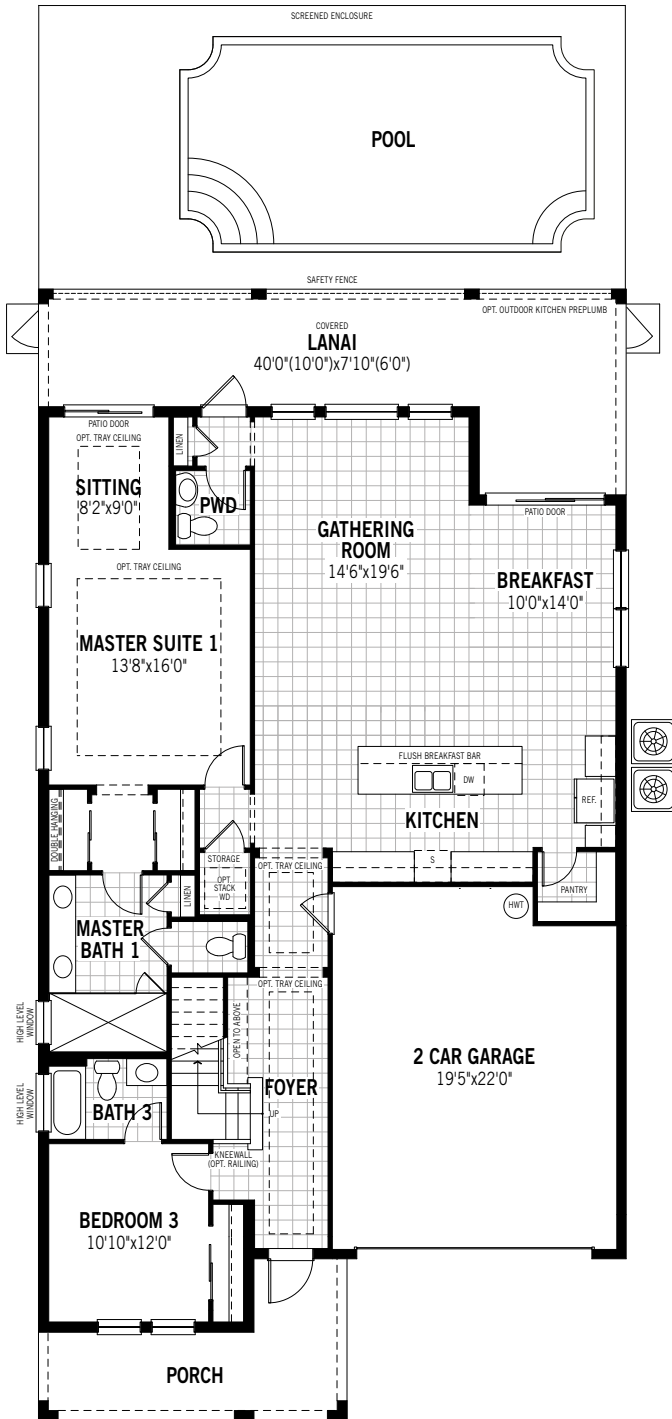 SCREENED ENCLOSURE
POOL
SAFETY FENCE
OPT. OUTDOOR KITCHEN PREPLUMB
COVERED
LANAI
40'0"(10'0")x7'10"(6'0")
PATIO DOOR
OPT. TRAY CEILING
LINEN
SITTING
8'2"x9'0"
PWD
GATHERING
ROOM
14'6"x19'6"
PATIO DOOR
BREAKFAST
10'0"x14'0"
OPT. TRAY CEILING
MASTER SUITE 1
13'8"x16'0"
FLUSH BREAKFAST BAR
DW
REF.
KITCHEN
DOUBLE HANGING
STORAGE
OPT.
STACK
WD
OPT. TRAY CEILING
S
PANTRY
LINEN
HWT
MASTER
BATH 1
OPT. TRAY CEILING
HIGH LEVEL
WINDOW
OPEN TO ABOVE
2 CAR GARAGE
19'5"x22'0"
FOYER
HIGH LEVEL
WINDOW
BATH 3
UP
KNEEWALL
(OPT. RAILING)
BEDROOM 3
10'10"x12'0"
PORCH